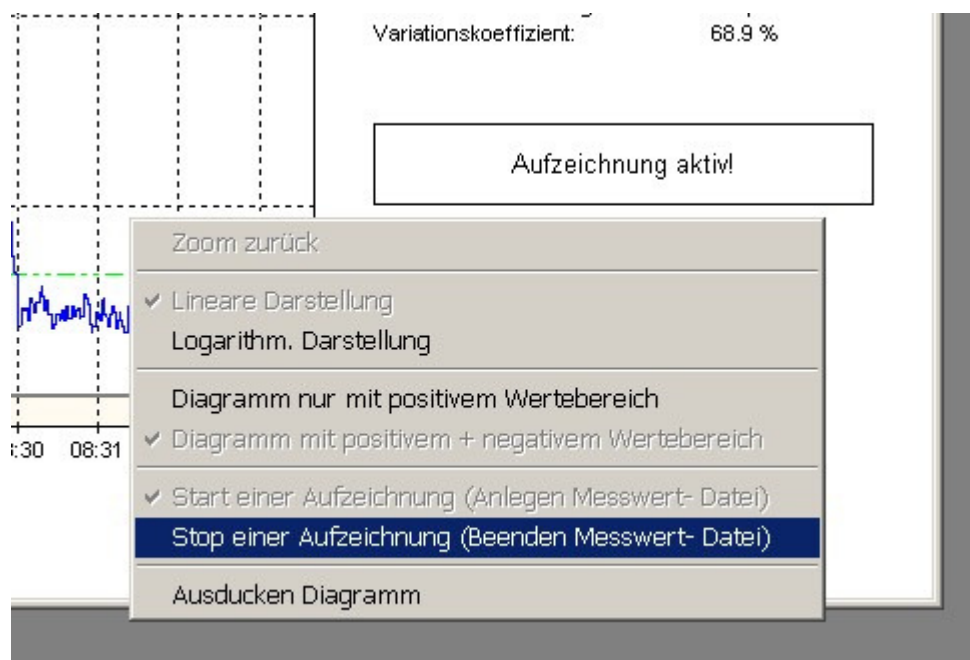 Variationskoeffizient: 68.9 %
Aufzeichnung aktiv!
Zoom zurück
Lineare Darstellung
Logarithm. Darstellung
Diagramm nur mit positivem Wertebereich
Diagramm mit positivem + negativem Wertebereich
:30 08:31
Start einer Aufzeichnung (Anlegen Messwert- Datei)
Stop einer Aufzeichnung (Beenden Messwert- Datei)
Ausducken Diagramm